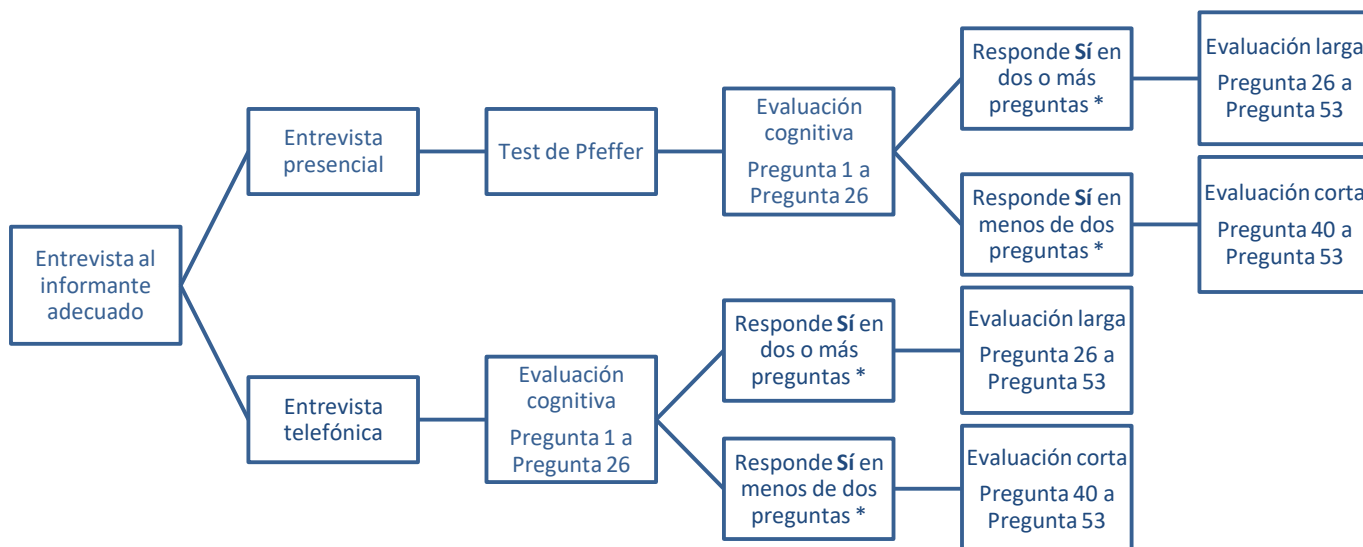 Entrevista al
informante
adecuado
Entrevista
presencial
Test de Pfeffer
Evaluación
cognitiva
Pregunta 1 a
Pregunta 26
Responde Sí en
dos o más
preguntas *
Evaluación larga
Pregunta 26 a
Pregunta 53
Responde Sí en
menos de dos
preguntas *
Evaluación corta
Pregunta 40 a
Pregunta 53
Entrevista
telefónica
Evaluación
cognitiva
Pregunta 1 a
Pregunta 26
Responde Sí en
dos o más
preguntas *
Evaluación larga
Pregunta 26 a
Pregunta 53
Responde Sí en
menos de dos
preguntas *
Evaluación corta
Pregunta 40 a
Pregunta 53